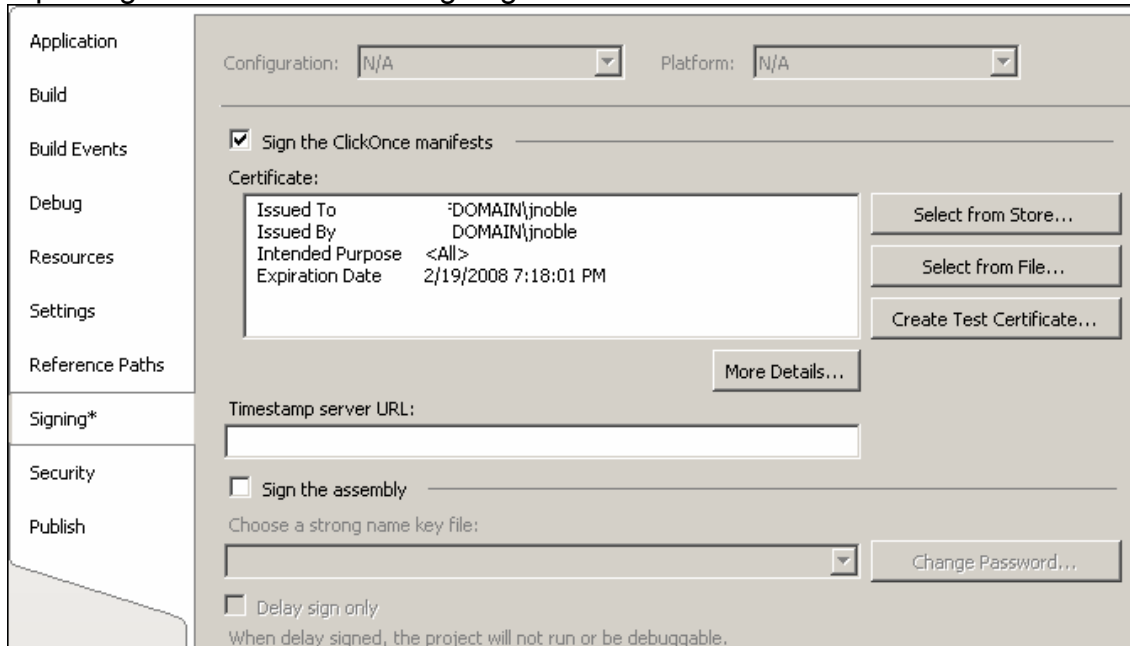 Application
Build
Build Events
Debug
Resources
Settings
Reference Paths
Signing*
Security
Publish
Configuration: N/A Platform: N/A
Sign the ClickOnce manifests
Certificate:
Issued To DOMAIN\jnoble
Issued By DOMAIN\jnoble
Intended Purpose <All>
Expiration Date 2/19/2008 7:18:01 PM
Select from Store...
Select from File...
Create Test Certificate...
More Details...
Timestamp server URL:
Sign the assembly
Choose a strong name key file:
Change Password...
Delay sign only
When delay signed, the project will not run or be debuggable.